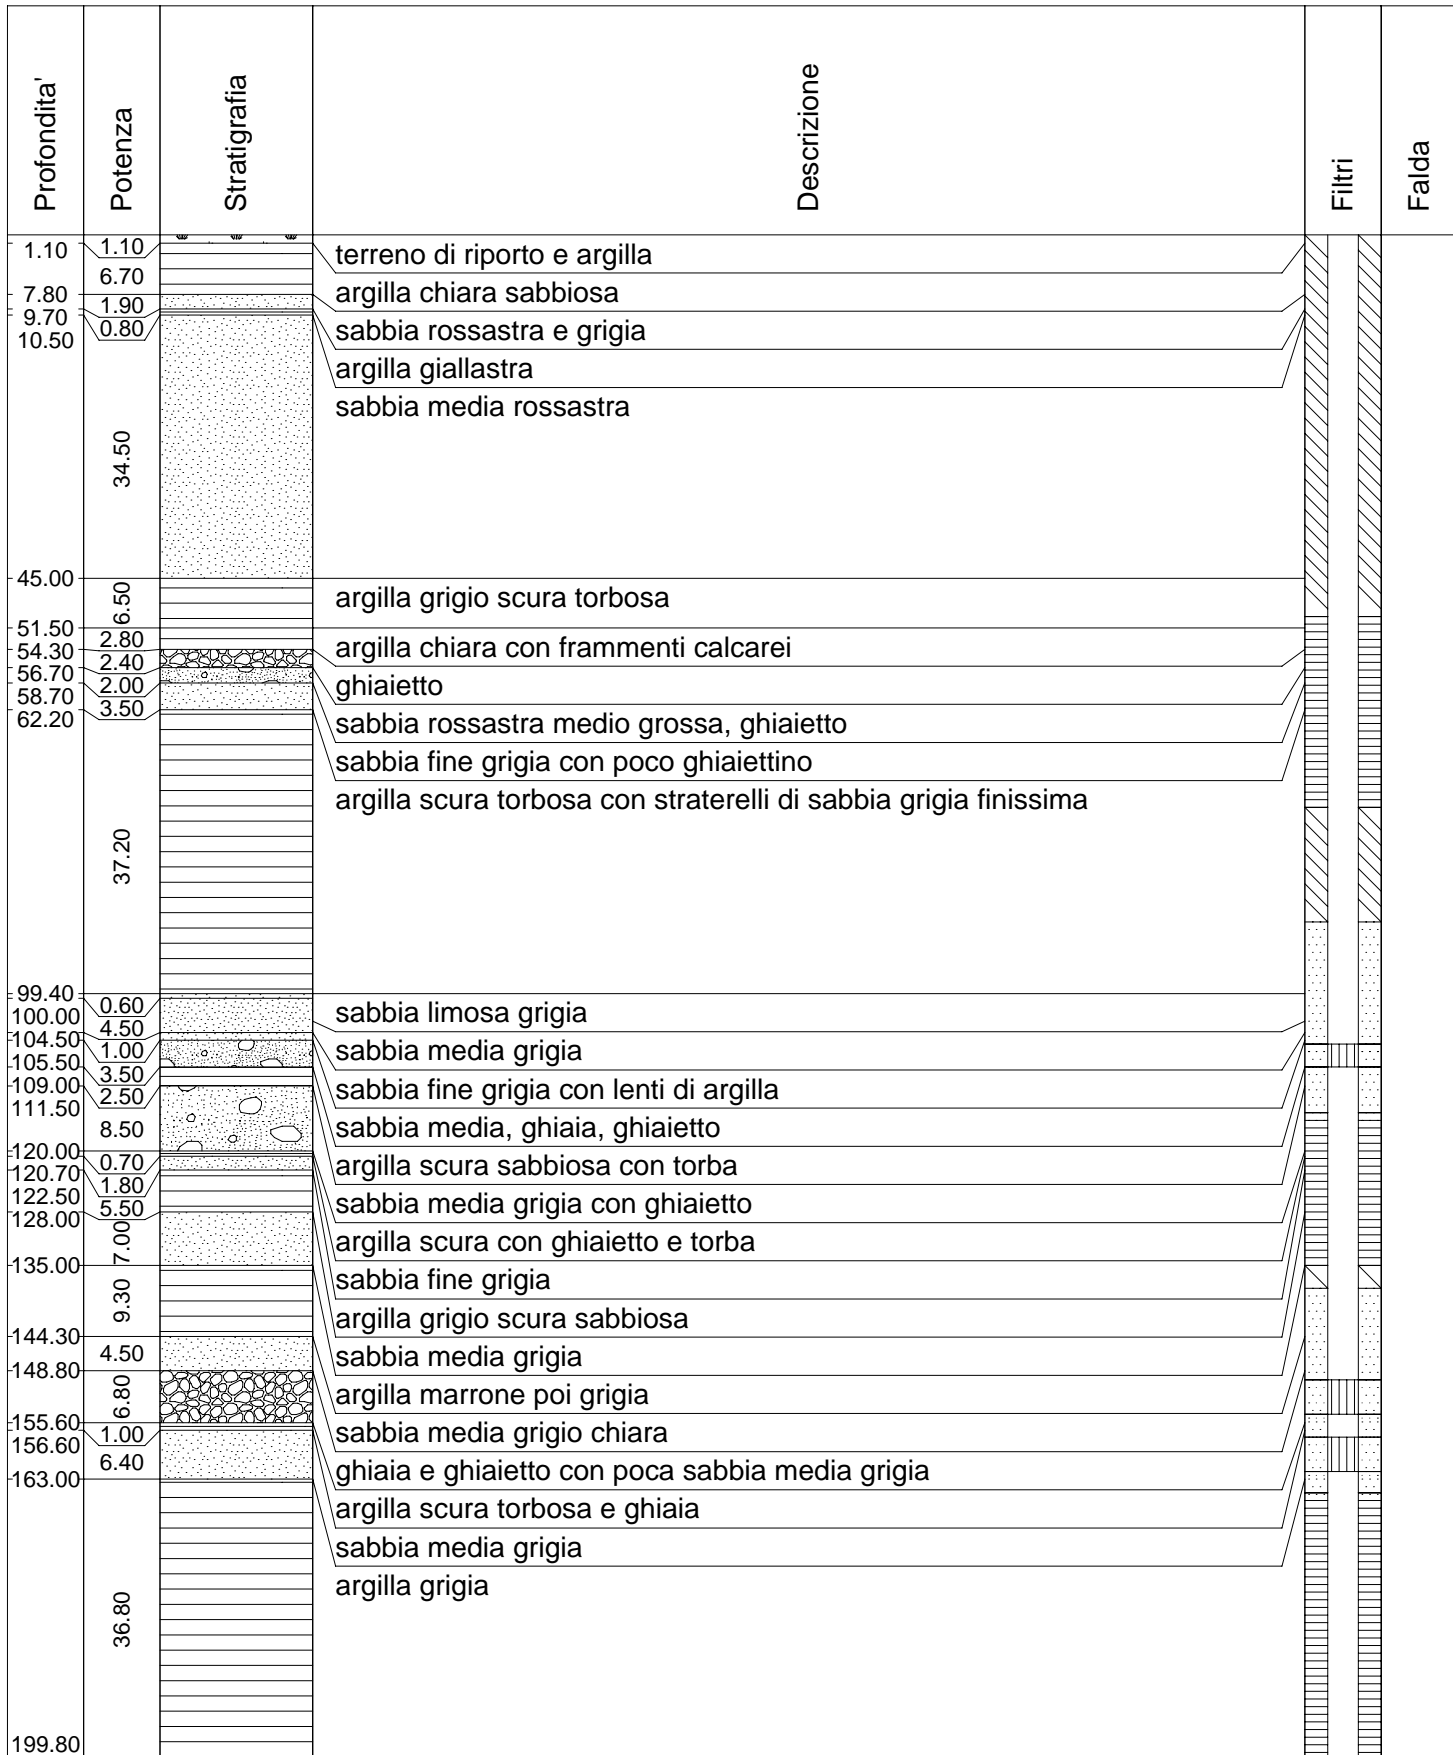 Profondita' Potenza Stratigrafia Descrizione Filtri Falda
1.10 1.10 terreno di riporto e argilla
7.80 6.70 argilla chiara sabbiosa
9.70 1.90 sabbia rossastra e grigia
10.50 0.80 argilla giallastra
45.00 34.50 sabbia media rossastra
51.50 6.50 argilla grigio scura torbosa
54.30 2.80 argilla chiara con frammenti calcarei
56.70 2.40 ghiaietto
58.70 2.00 sabbia rossastra medio grossa, ghiaietto
62.20 3.50 sabbia fine grigia con poco ghiaiettino
99.40 37.20 argilla scura torbosa con straterelli di sabbia grigia finissima
100.00 0.60 sabbia limosa grigia
104.50 4.50 sabbia media grigia
105.50 1.00 sabbia fine grigia con lenti di argilla
109.00 3.50 sabbia media, ghiaia, ghiaietto
111.50 2.50 argilla scura sabbiosa con torba
120.00 8.50 sabbia media grigia con ghiaietto
120.70 0.70 argilla scura con ghiaietto e torba
122.50 1.80 sabbia fine grigia
128.00 5.50 argilla grigio scura sabbiosa
135.00 7.00 sabbia media grigia
144.30 9.30 argilla marrone poi grigia
148.80 4.50 sabbia media grigio chiara
155.60 6.80 ghiaia e ghiaietto con poca sabbia media grigia
156.60 1.00 argilla scura torbosa e ghiaia
163.00 6.40 sabbia media grigia
199.80 36.80 argilla grigia